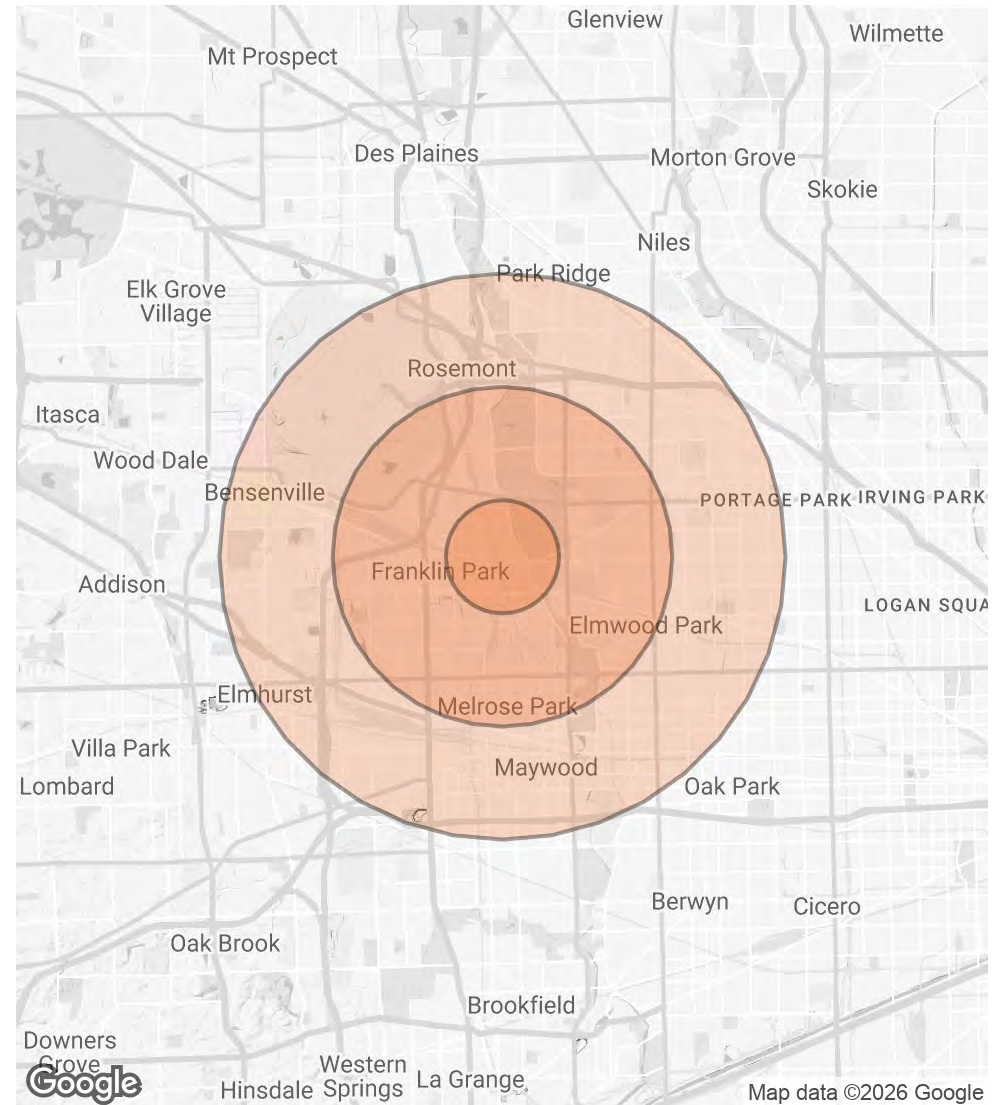 Glenview
Wilmette
Mt Prospect
Des Plaines
Morton Grove
Skokie
Niles
Park Ridge
Elk Grove
Village
Rosemont
Itasca
Wood Dale
Bensenville
PORTAGE PARK
IRVING PARK
Franklin Park
Addison
LOGAN SQUA
Elmwood Park
Elmhurst
Melrose Park
Villa Park
Maywood
Lombard
Oak Park
Berwyn
Cicero
Oak Brook
Brookfield
Downers
Grove
Western
Springs
La Grange
Hinsdale
Google
Map data ©2026 Google